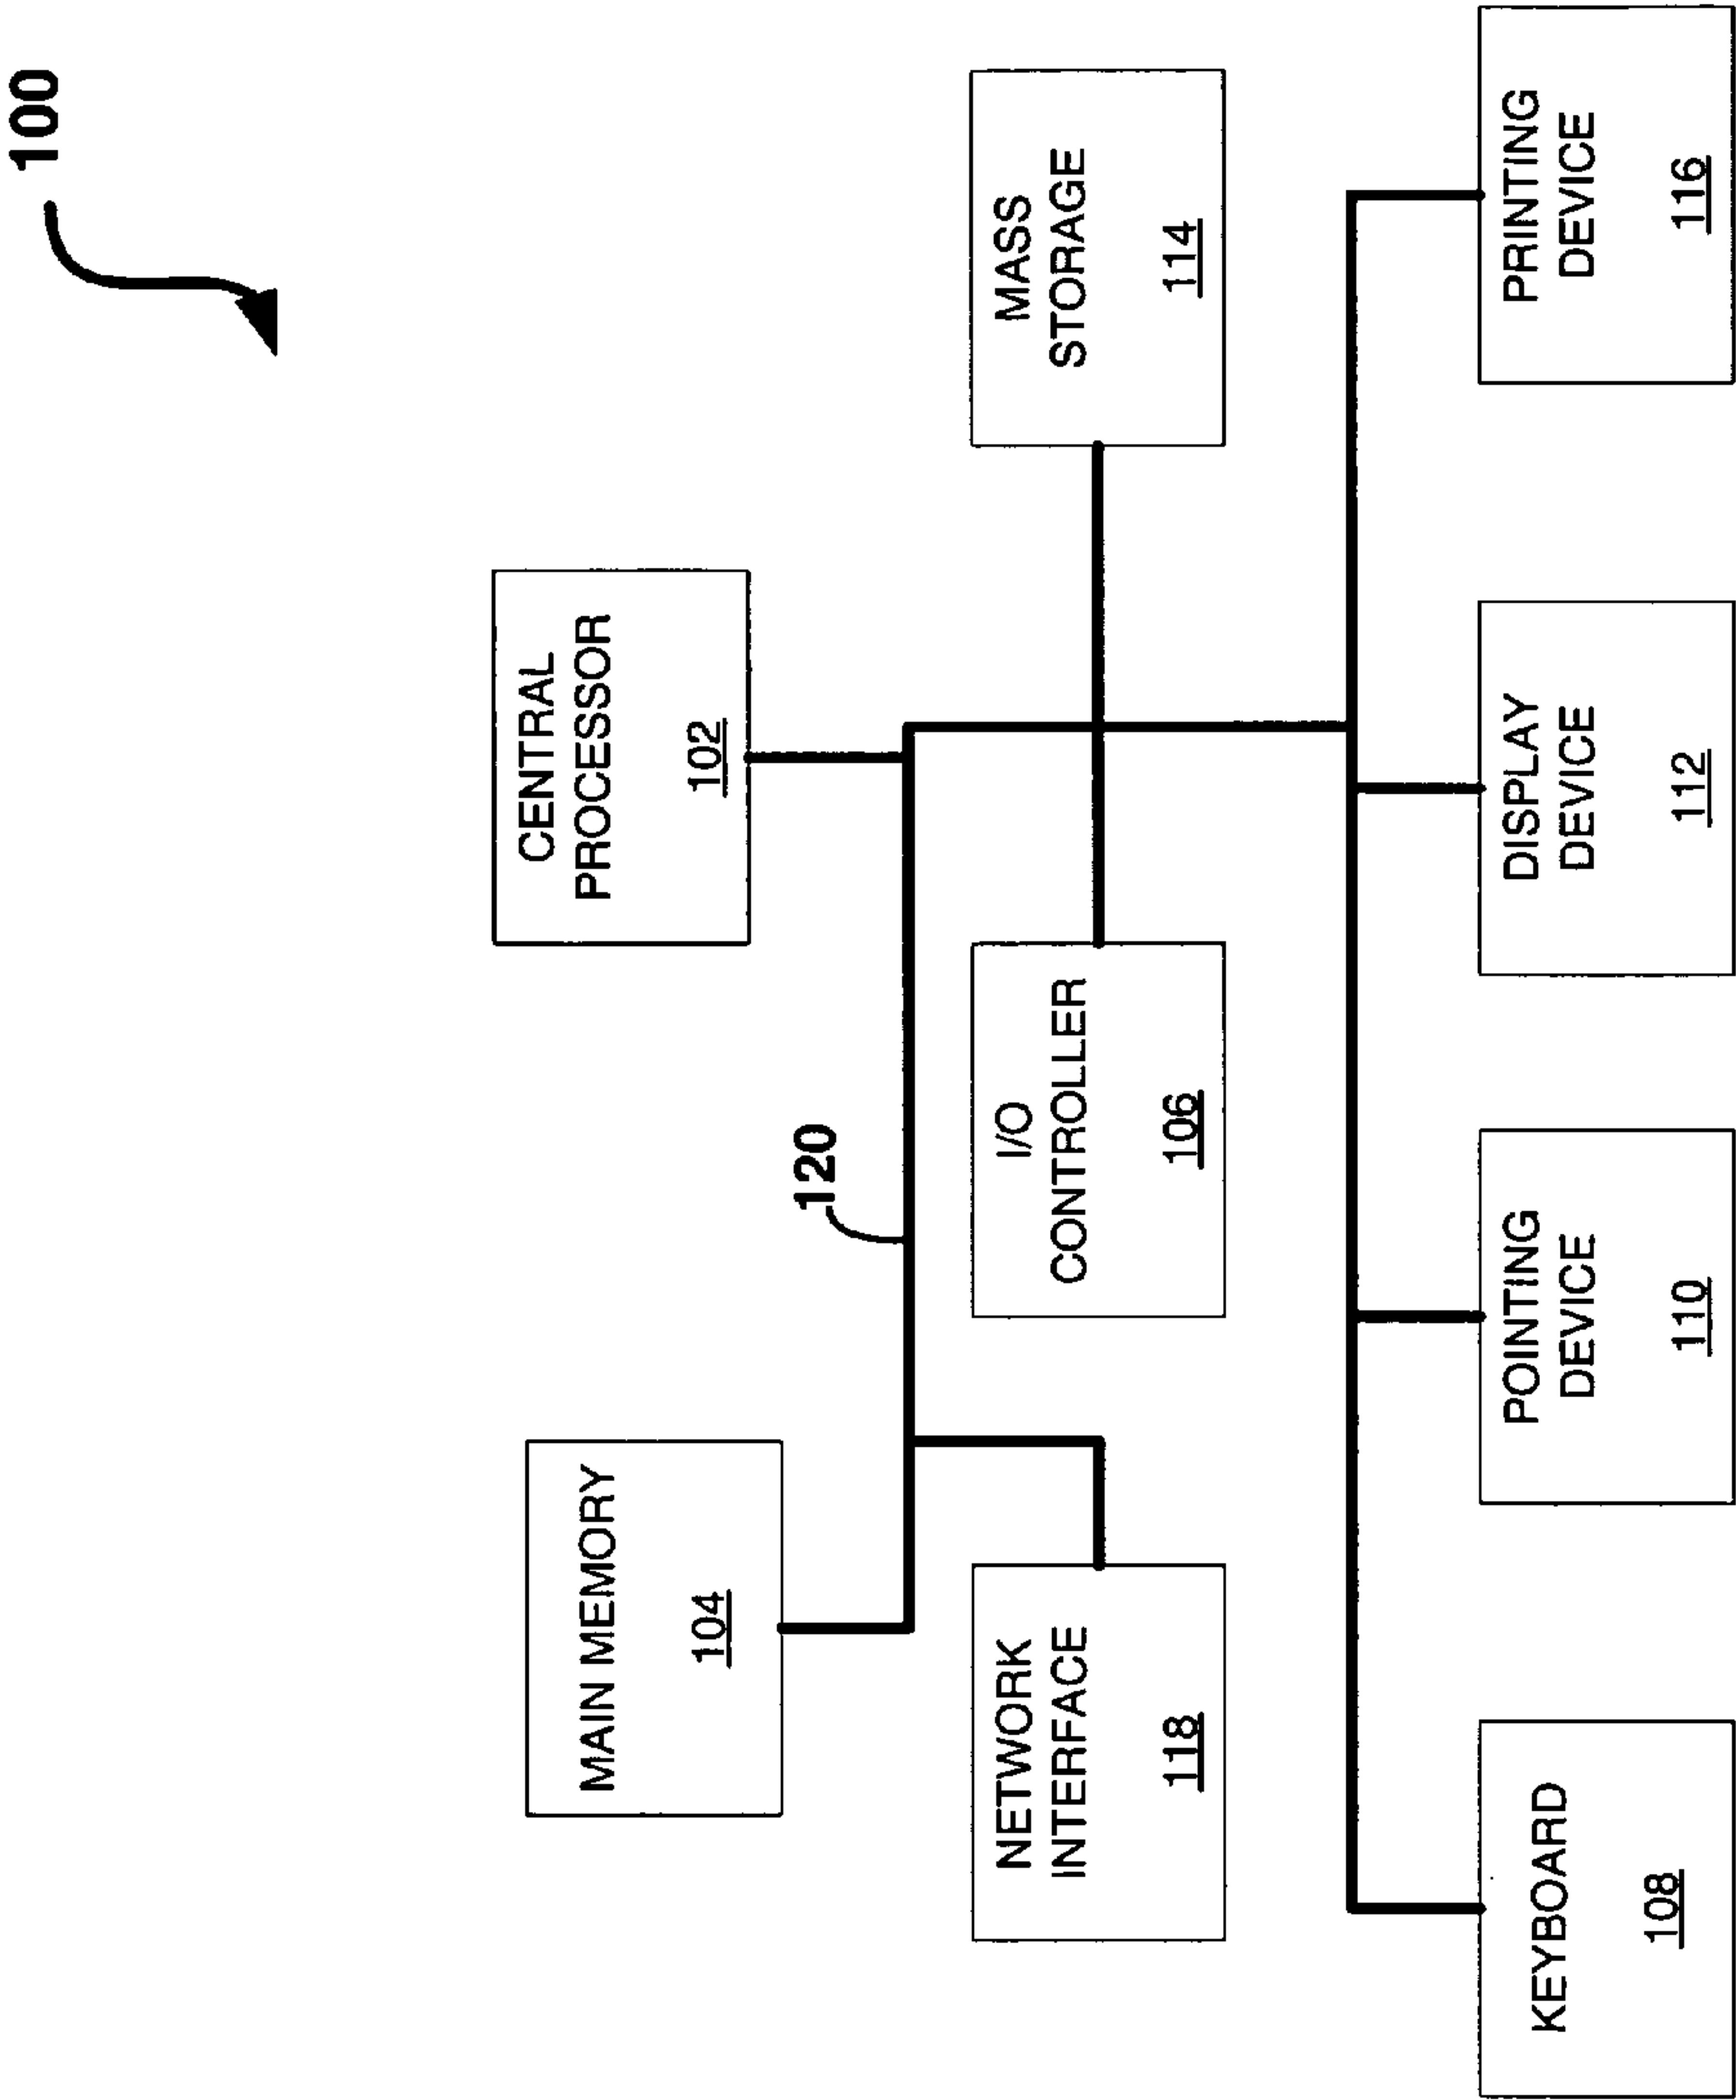 100
MAIN MEMORY
104
CENTRAL
PROCESSOR
102
120
NETWORK
INTERFACE
118
I/O
CONTROLLER
106
MASS
STORAGE
114
KEYBOARD
108
POINTING
DEVICE
110
DISPLAY
DEVICE
112
PRINTING
DEVICE
116